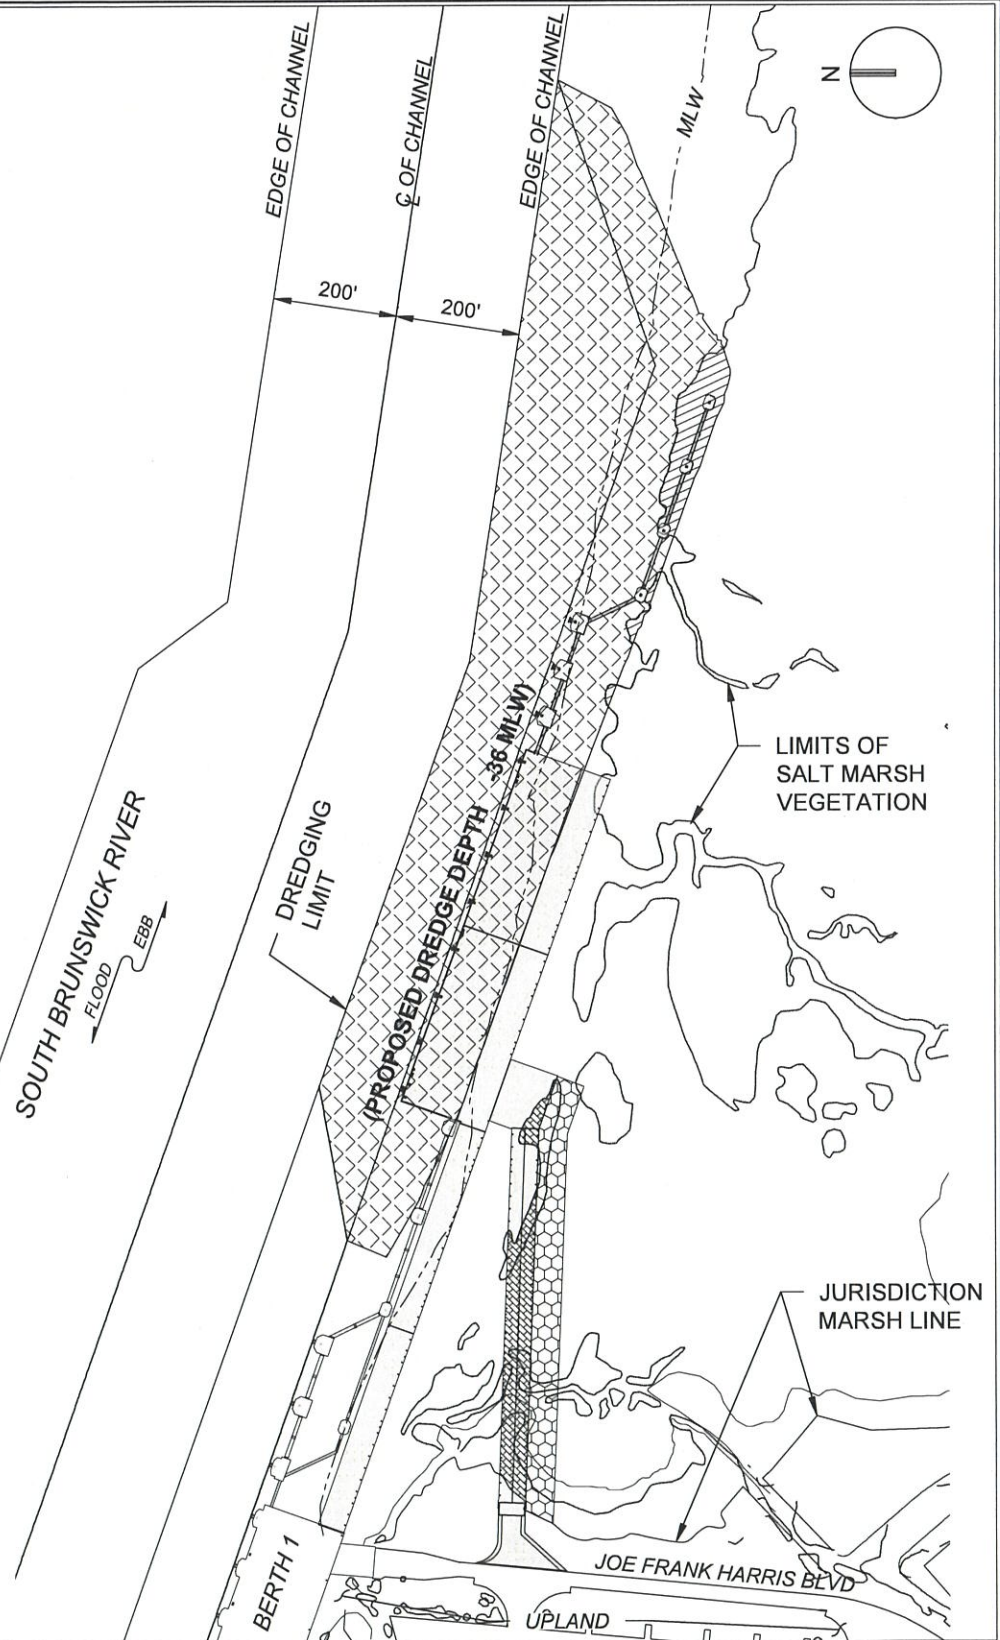 EDGE OF CHANNEL
℄ OF CHANNEL
EDGE OF CHANNEL
MLW
N
200'
200'
(PROPOSED DREDGE DEPTH -36 MLW)
LIMITS OF
SALT MARSH
VEGETATION
SOUTH BRUNSWICK RIVER
FLOOD
EBB
DREDGING
LIMIT
JURISDICTION
MARSH LINE
BERTH 1
JOE FRANK HARRIS BLVD
UPLAND